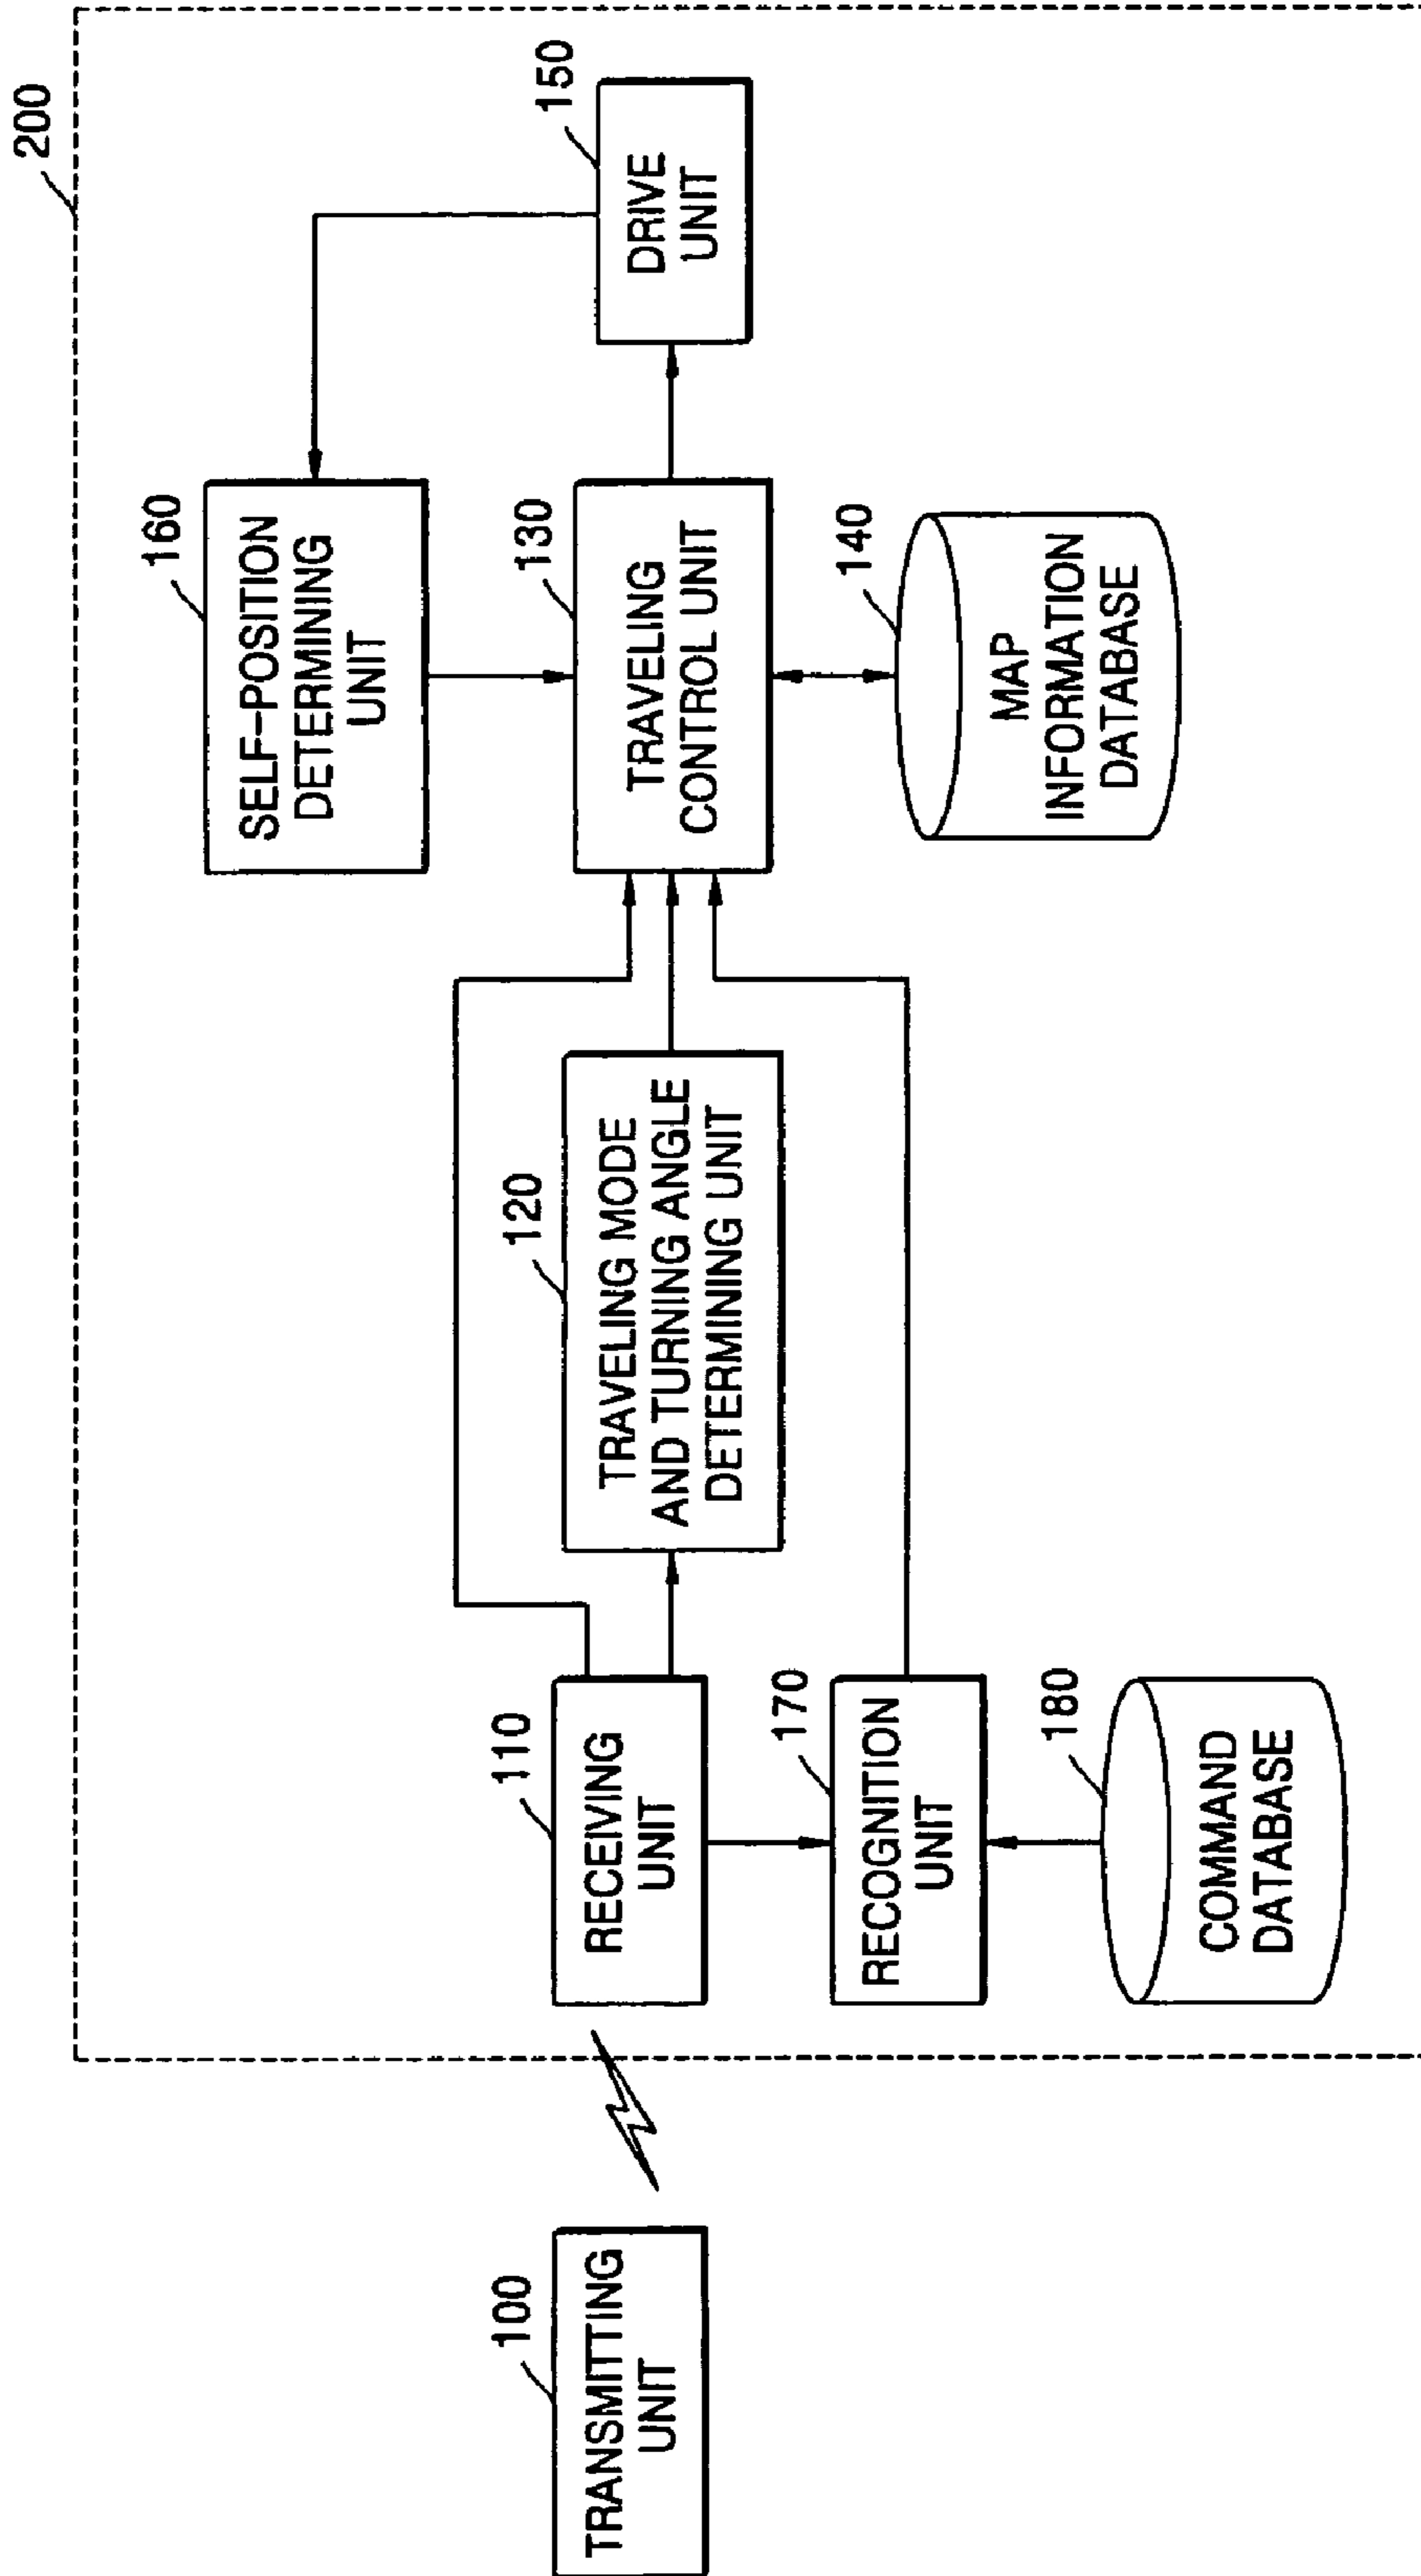 200
160
SELF-POSITION
DETERMINING
UNIT
150
DRIVE
UNIT
130
TRAVELING
CONTROL UNIT
140
MAP
INFORMATION
DATABASE
120
TRAVELING MODE
AND TURNING ANGLE
DETERMINING UNIT
110
RECEIVING
UNIT
170
RECOGNITION
UNIT
180
COMMAND
DATABASE
100
TRANSMITTING
UNIT